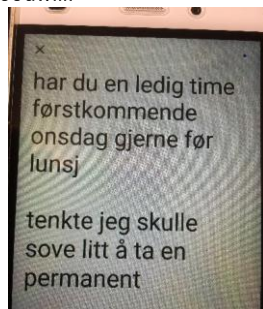 har du en ledig time
førstkommende
onsdag gjerne før
lunsj
tenkte jeg skulle
sove litt å ta en
permanent